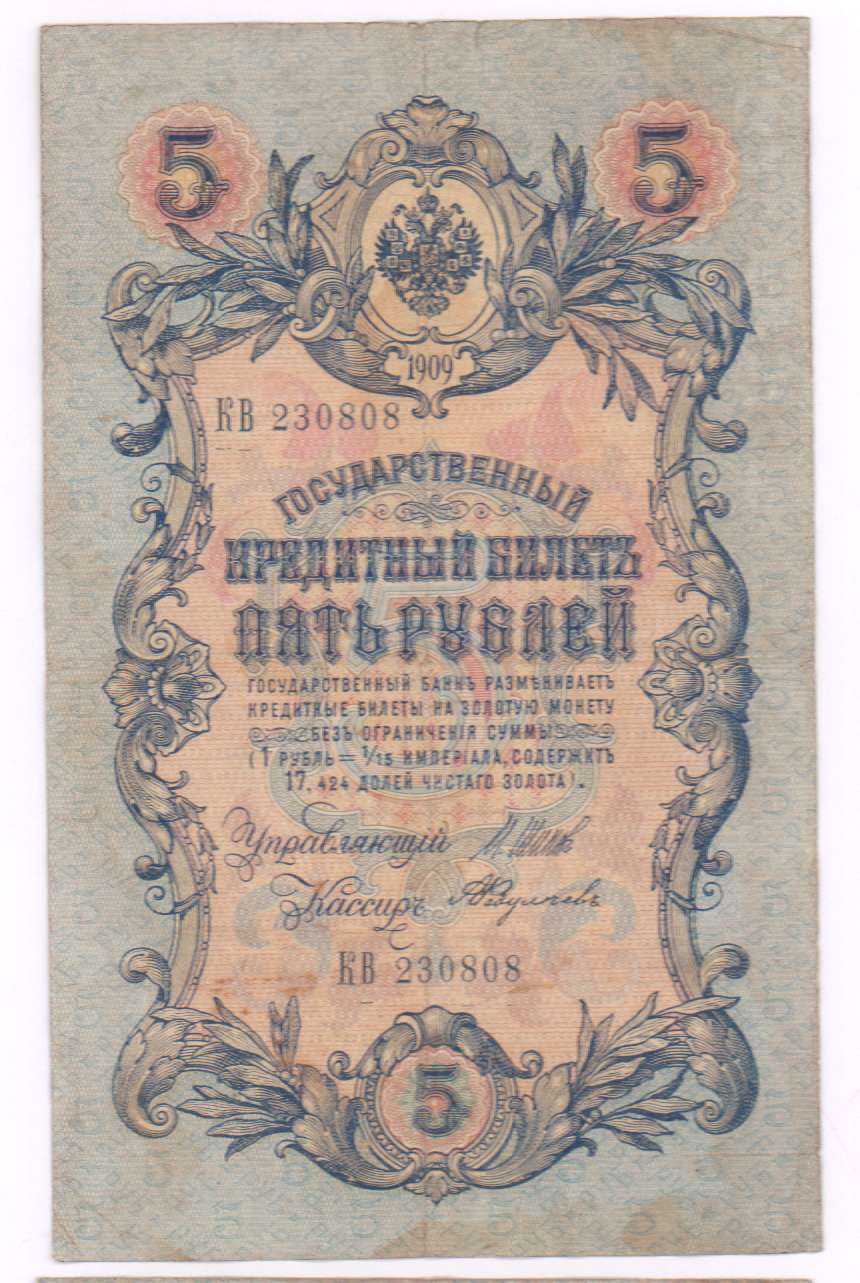 5 5
1909
КВ 230808
ГОСУДАРСТВЕННЫЙ
КРЕДИТНЫЙ БИЛЕТЪ
ПЯТЬ РУБЛЕЙ
ГОСУДАРСТВЕННЫЙ БАНКЪ РАЗМѢНИВАЕТЪ
КРЕДИТНЫЕ БИЛЕТЫ НА ЗОЛОТУЮ МОНЕТУ
БЕЗЪ ОГРАНИЧЕНІЯ СУММЫ
(1 РУБЛЬ = 1/15 ИМПЕРІАЛА, СОДЕРЖИТЪ
17,424 ДОЛЕЙ ЧИСТАГО ЗОЛОТА).
Управляющій
Кассиръ
КВ 230808
5